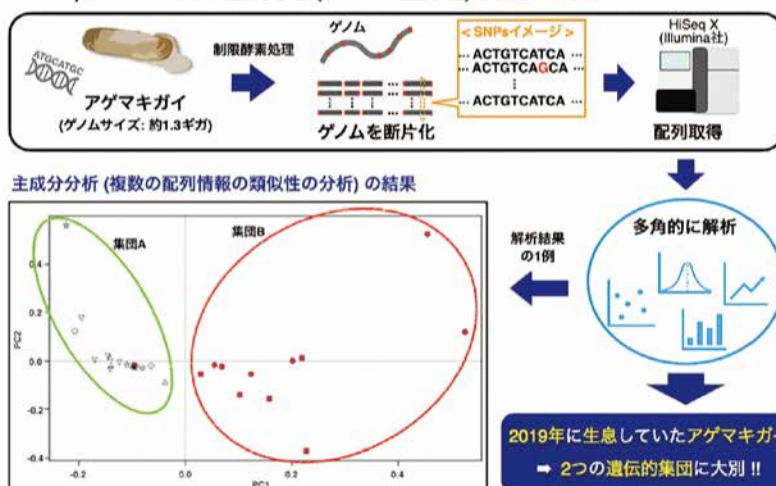 ATGCATGC
アゲマキガイ
(ゲノムサイズ: 約1.3ギガ)
制限酵素処理
ゲノム
ゲノムを断片化
< SNPsイメージ >
… ACTGTCATCA …
… ACTGTCAGCA …
… ACTGTCATCA …
HiSeq X
(Illumina社)
配列取得
主成分分析 (複数の配列情報の類似性の分析) の結果
集団A
集団B
PC2
0.4
0.2
0.0
-0.2
-0.4
-0.2
0.0
0.2
0.4
PC1
解析結果
の1例
多角的に解析
2019年に生息していたアゲマキガイ
➡ 2つの遺伝的集団に大別 !!